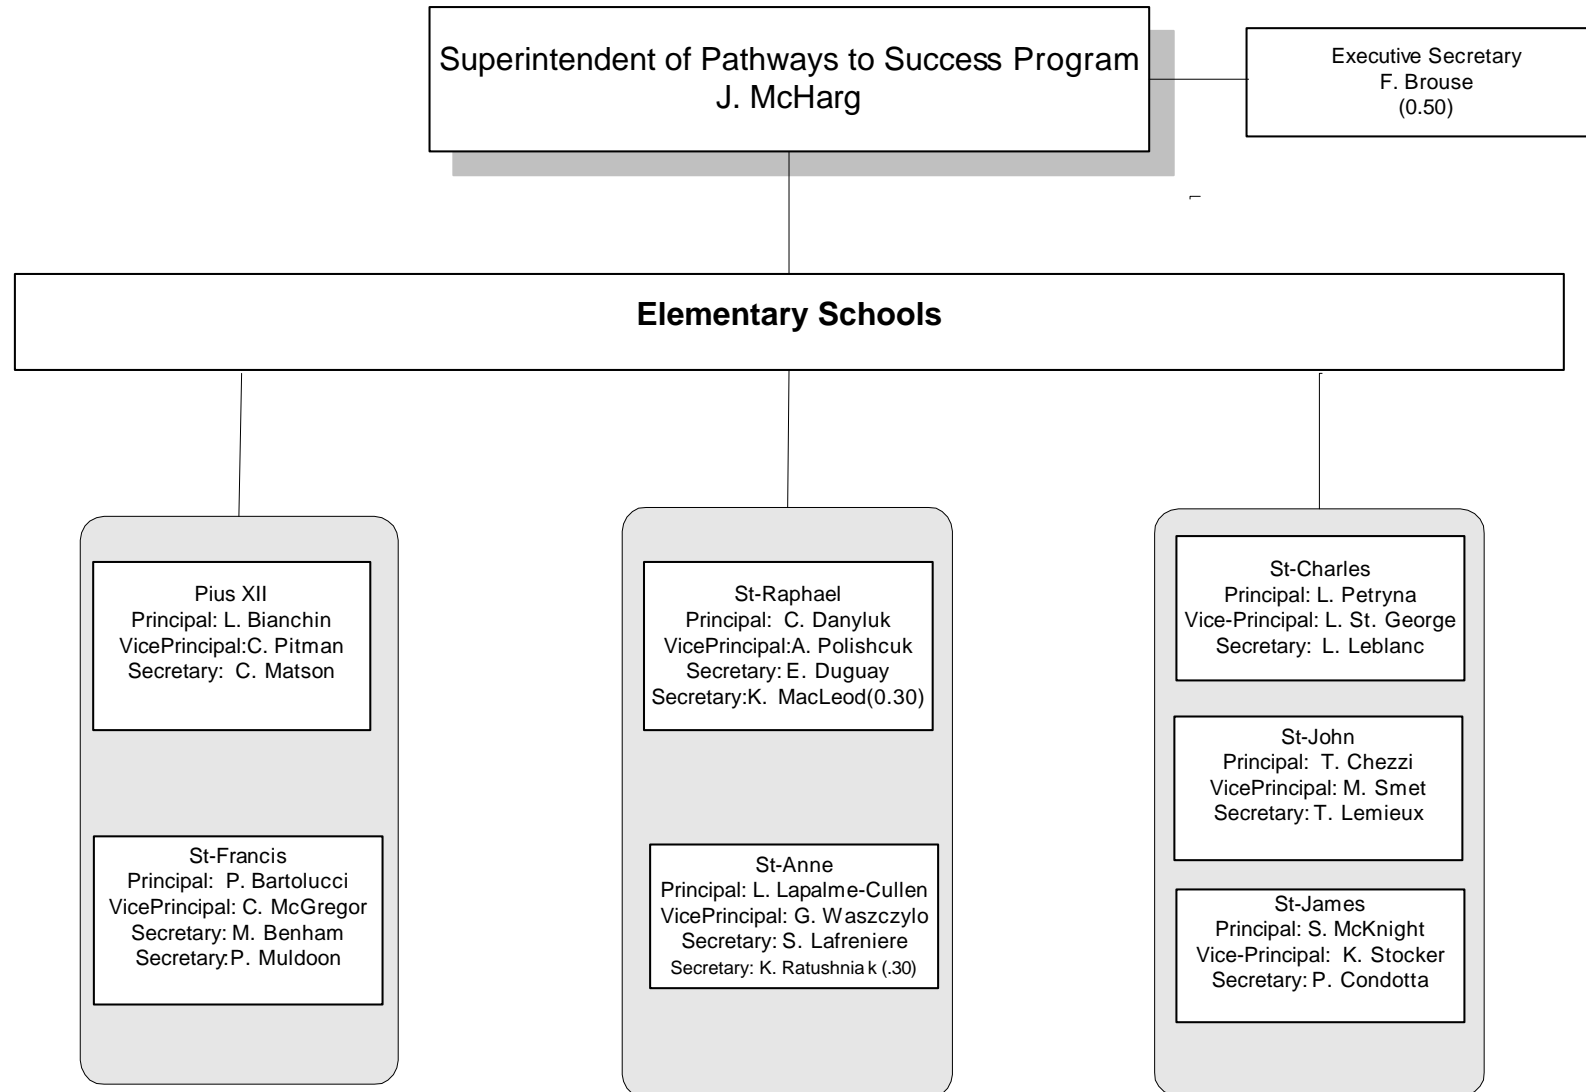 Superintendent of Pathways to Success Program
J. McHarg
Executive Secretary
F. Brouse
(0.50)
Elementary Schools
Pius XII
Principal: L. Bianchin
VicePrincipal:C. Pitman
Secretary: C. Matson
St-Francis
Principal: P. Bartolucci
VicePrincipal: C. McGregor
Secretary: M. Benham
Secretary:P. Muldoon
St-Raphael
Principal: C. Danyluk
VicePrincipal:A. Polishcuk
Secretary: E. Duguay
Secretary:K. MacLeod(0.30)
St-Anne
Principal: L. Lapalme-Cullen
VicePrincipal: G. Waszczylo
Secretary: S. Lafreniere
Secretary: K. Ratushniak (.30)
St-Charles
Principal: L. Petryna
Vice-Principal: L. St. George
Secretary: L. Leblanc
St-John
Principal: T. Chezzi
VicePrincipal: M. Smet
Secretary: T. Lemieux
St-James
Principal: S. McKnight
Vice-Principal: K. Stocker
Secretary: P. Condotta